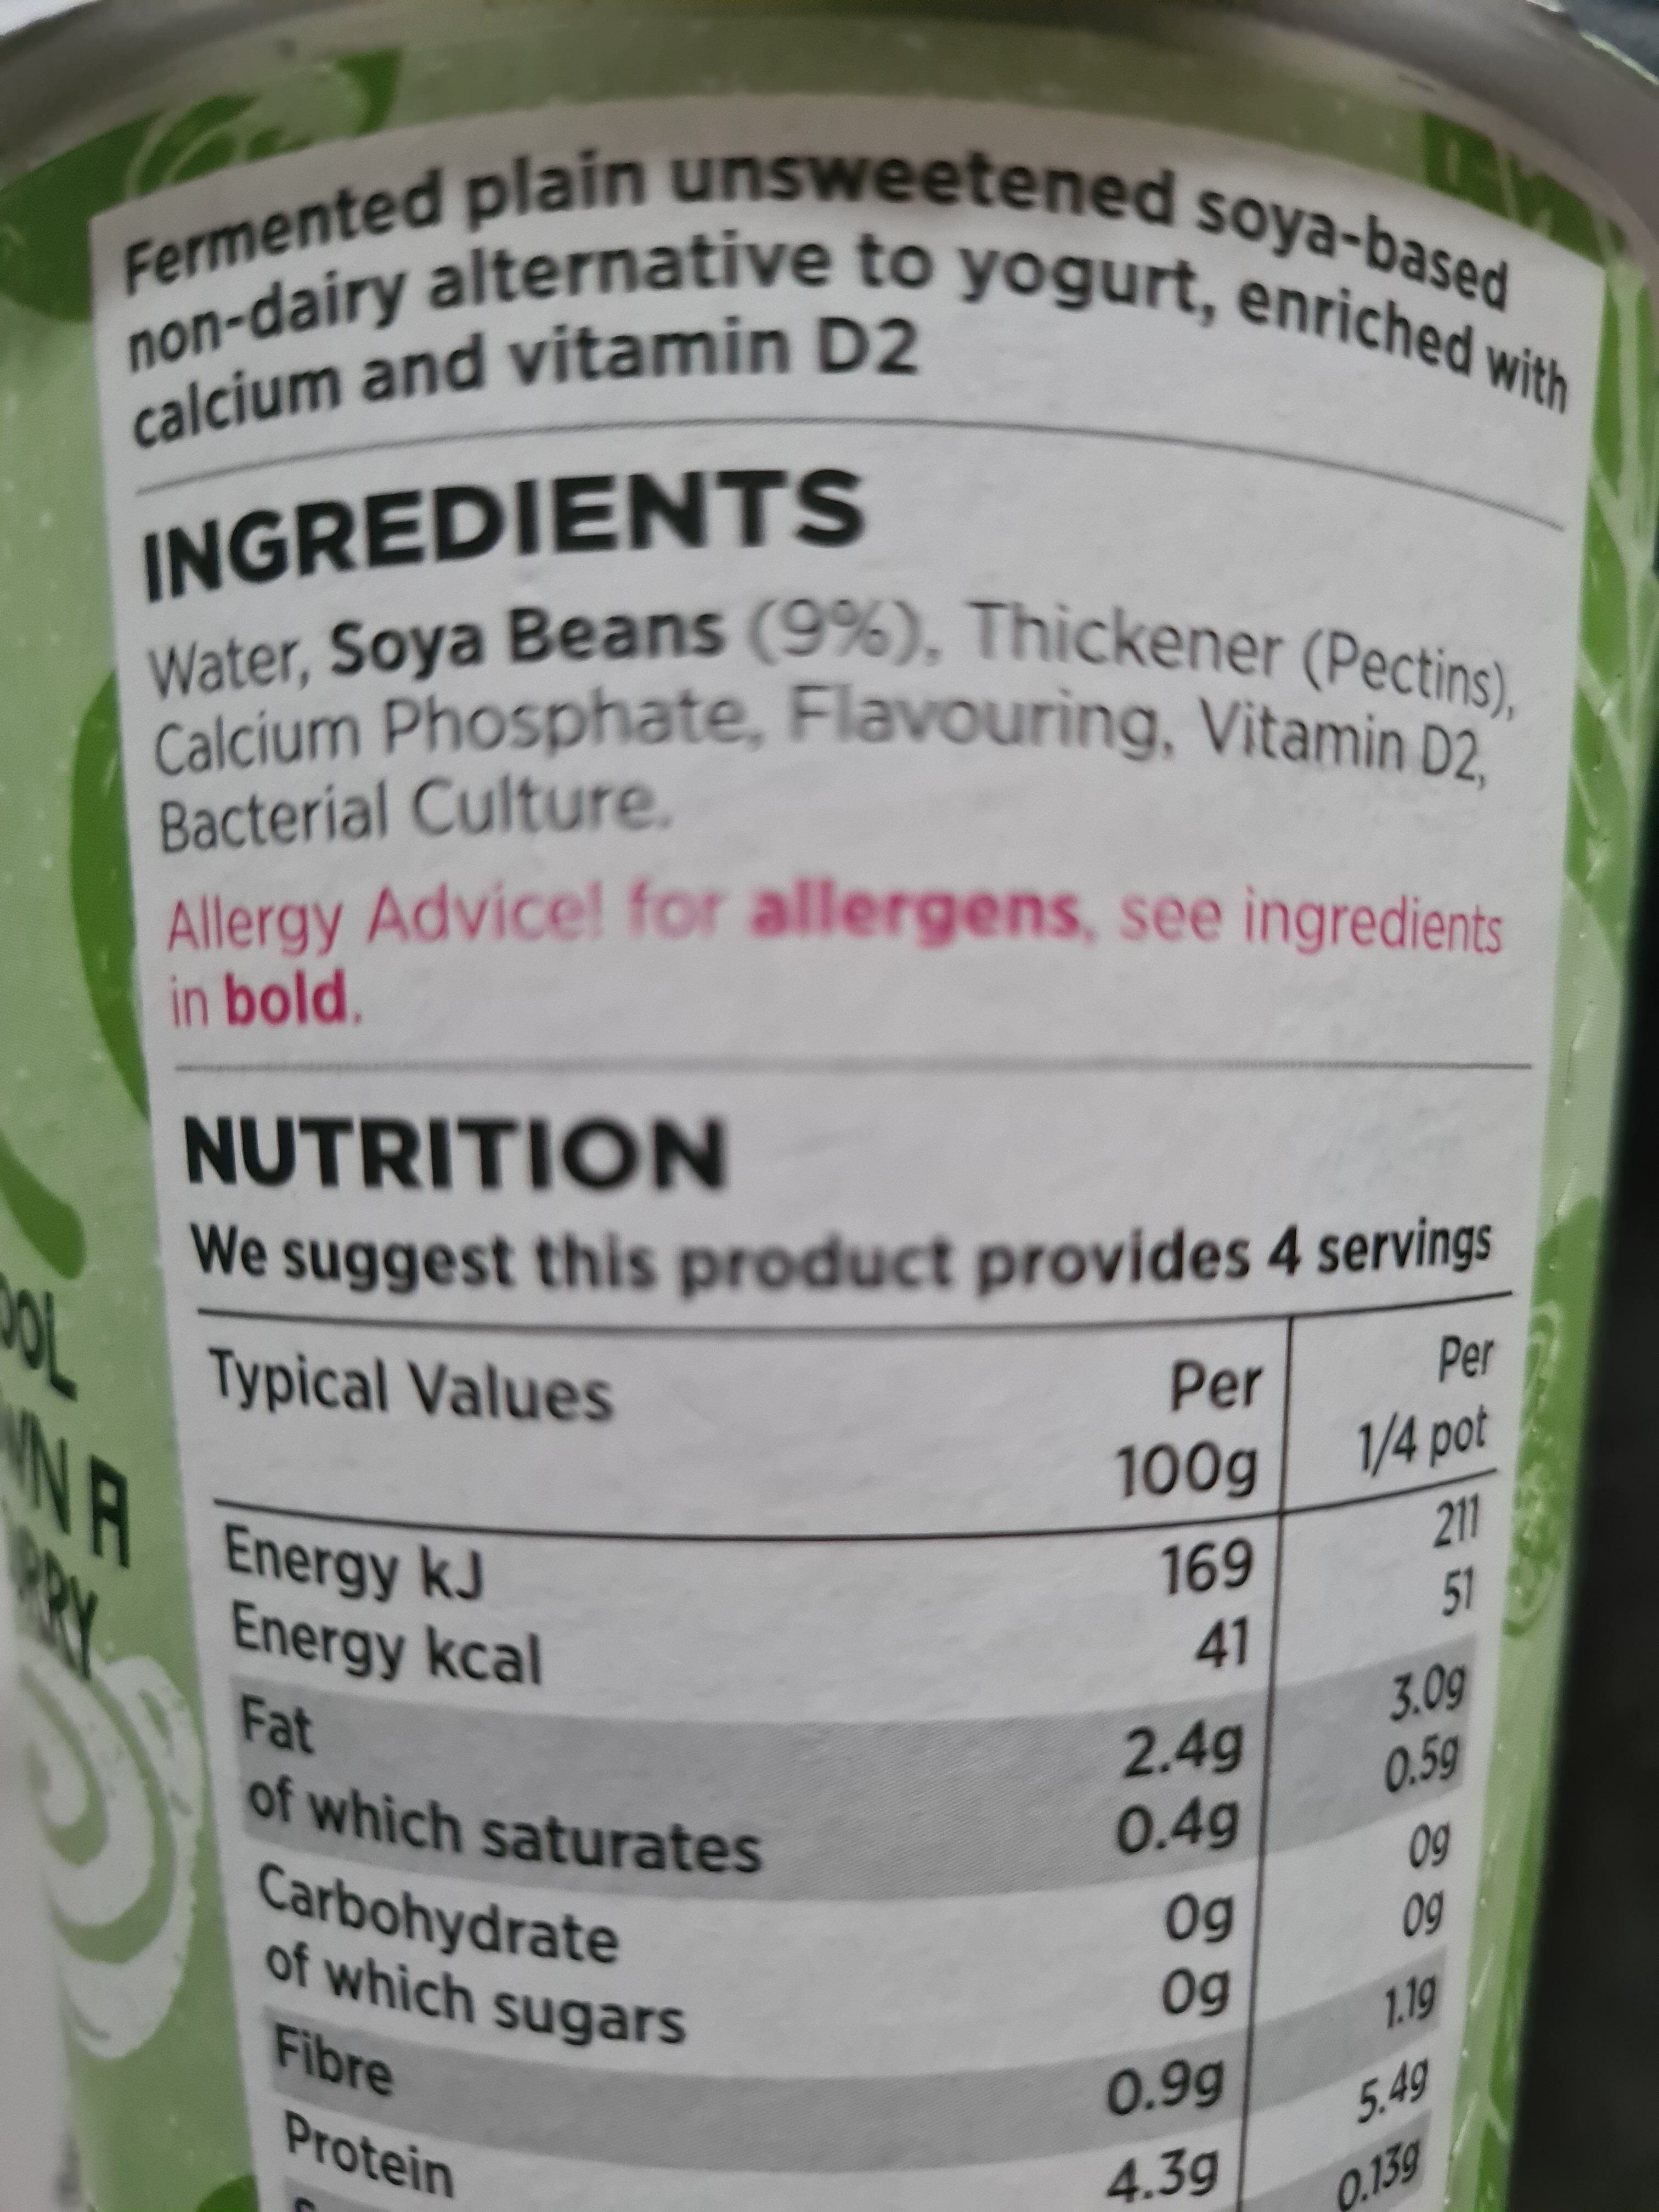 Fermented plain unsweetened soya-based
non-dairy alternative to yogurt, enriched with
calcium and vitamin D2
INGREDIENTS
Water, Soya Beans (9%), Thickener (Pectins),
Calcium Phosphate, Flavouring, Vitamin D2,
Bacterial Culture.
Allergy Advice! for allergens, see ingredients
in bold.
NUTRITION
We suggest this product provides 4 servings
Typical Values Per 100g Per 1/4 pot
Energy kJ 169 211
Energy kcal 41 51
Fat 2.4g 3.0g
of which saturates 0.4g 0.5g
Carbohydrate 0g 0g
of which sugars 0g 0g
Fibre 0.9g 1.1g
Protein 4.3g 5.4g
0.13g